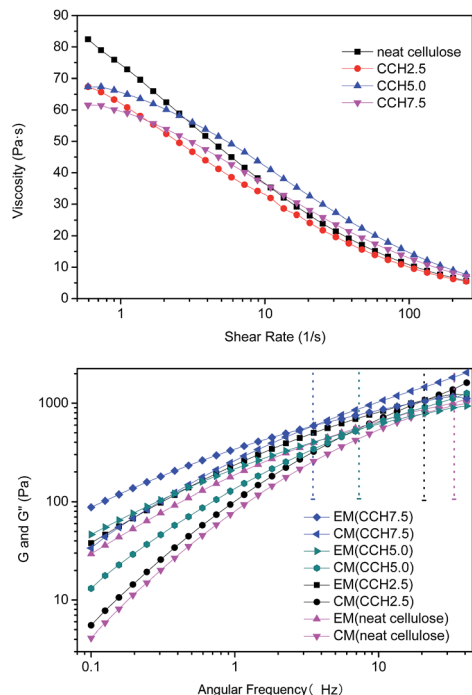 90
80
70
60
50
40
30
20
10
0
Viscosity (Pa·s)
neat cellulose
CCH2.5
CCH5.0
CCH7.5
1 10 100
Shear Rate (1/s)
1000
100
10
G and G'' (Pa)
EM(CCH7.5)
CM(CCH7.5)
EM(CCH5.0)
CM(CCH5.0)
EM(CCH2.5)
CM(CCH2.5)
EM(neat cellulose)
CM(neat cellulose)
0.1 1 10
Angular Frequency( Hz)